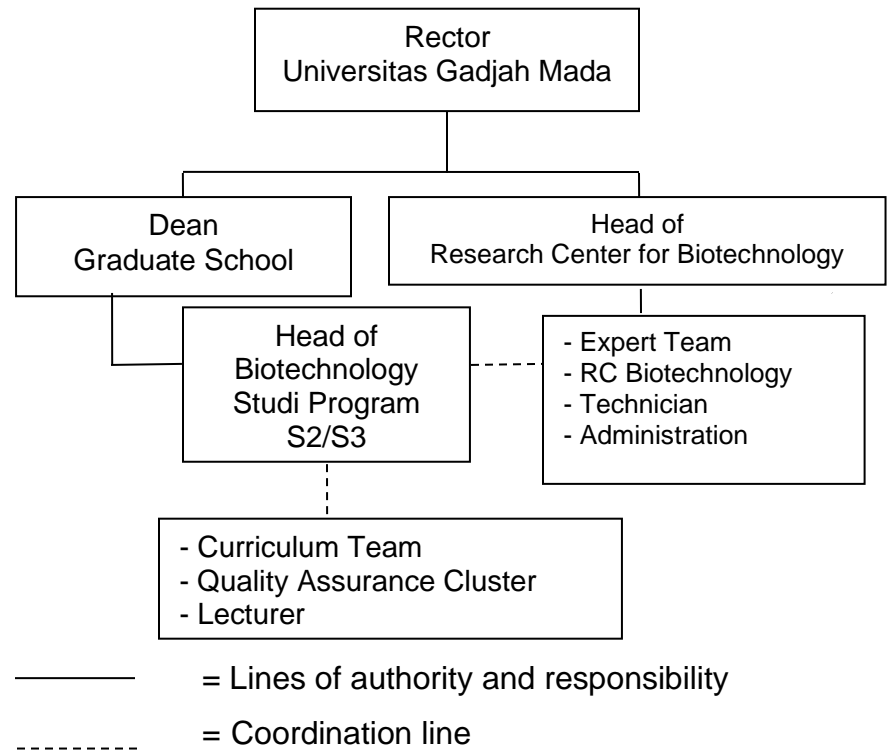 Rector
Universitas Gadjah Mada
Dean
Graduate School
Head of
Research Center for Biotechnology
Head of
Biotechnology
Studi Program
S2/S3
- Expert Team
- RC Biotechnology
- Technician
- Administration
- Curriculum Team
- Quality Assurance Cluster
- Lecturer
= Lines of authority and responsibility
= Coordination line